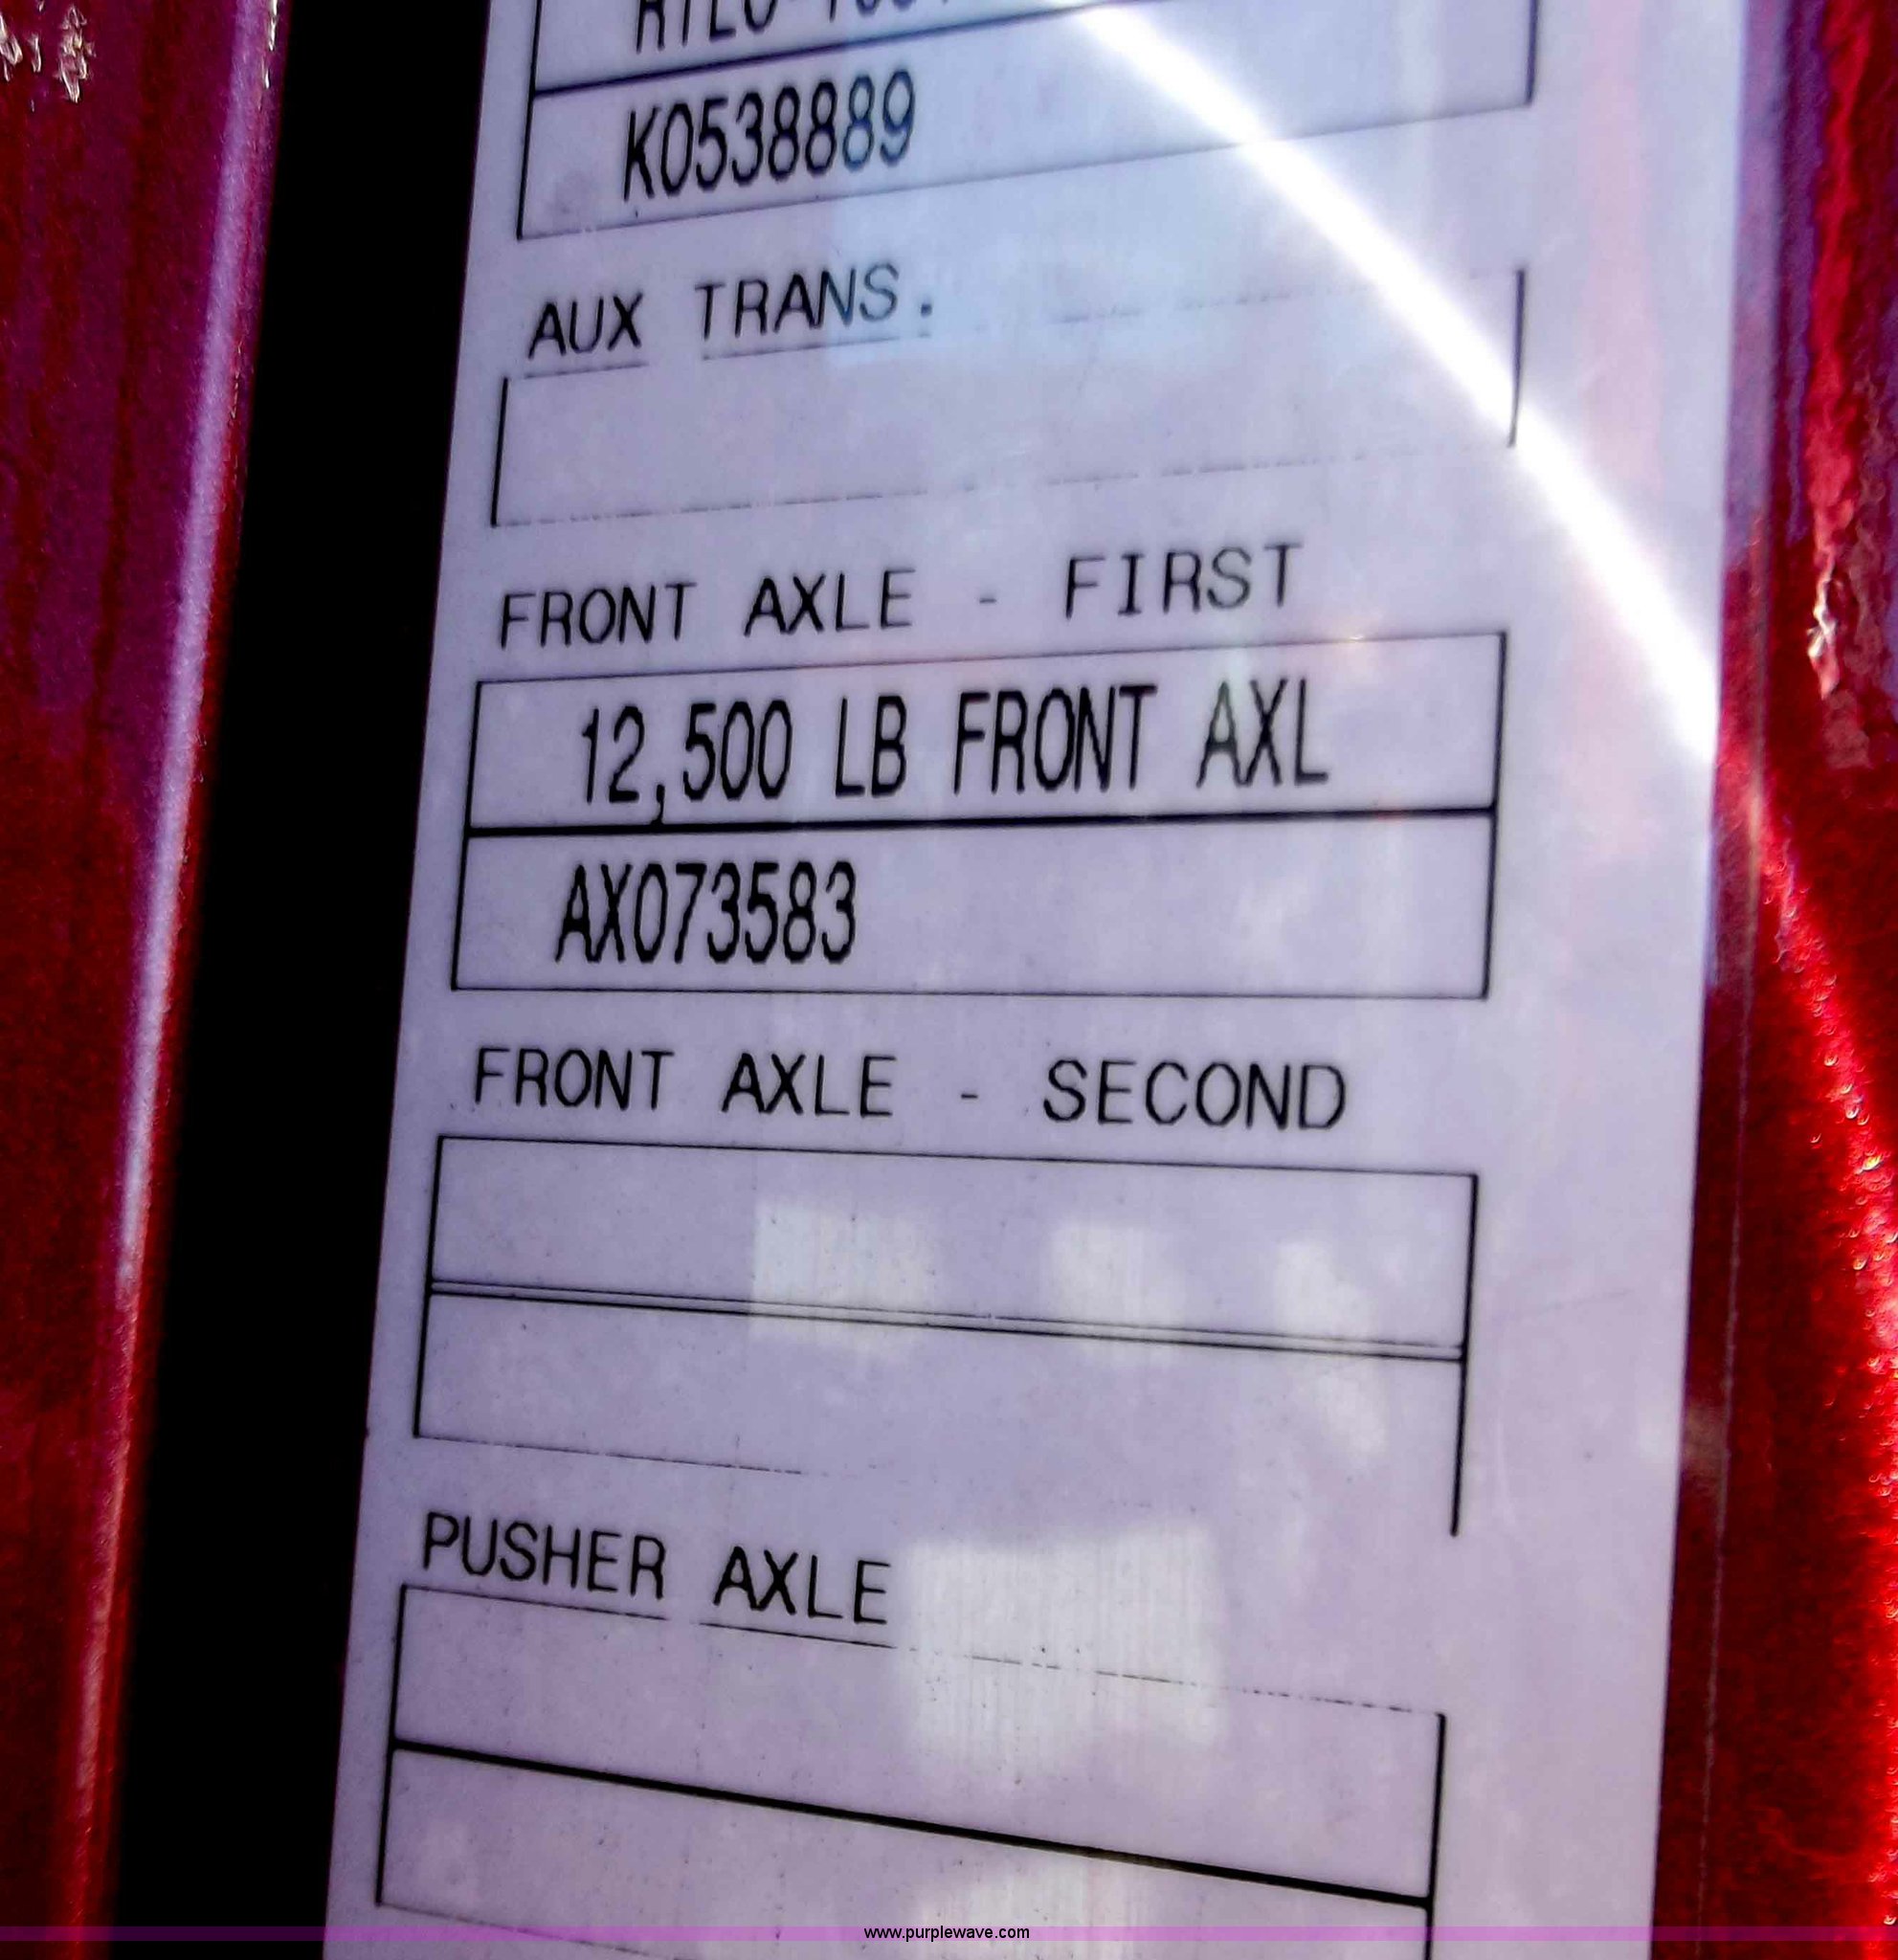 K0538889
AUX TRANS.
FRONT AXLE - FIRST
12,500 LB FRONT AXL
AX073583
FRONT AXLE - SECOND
PUSHER AXLE
www.purplewave.com